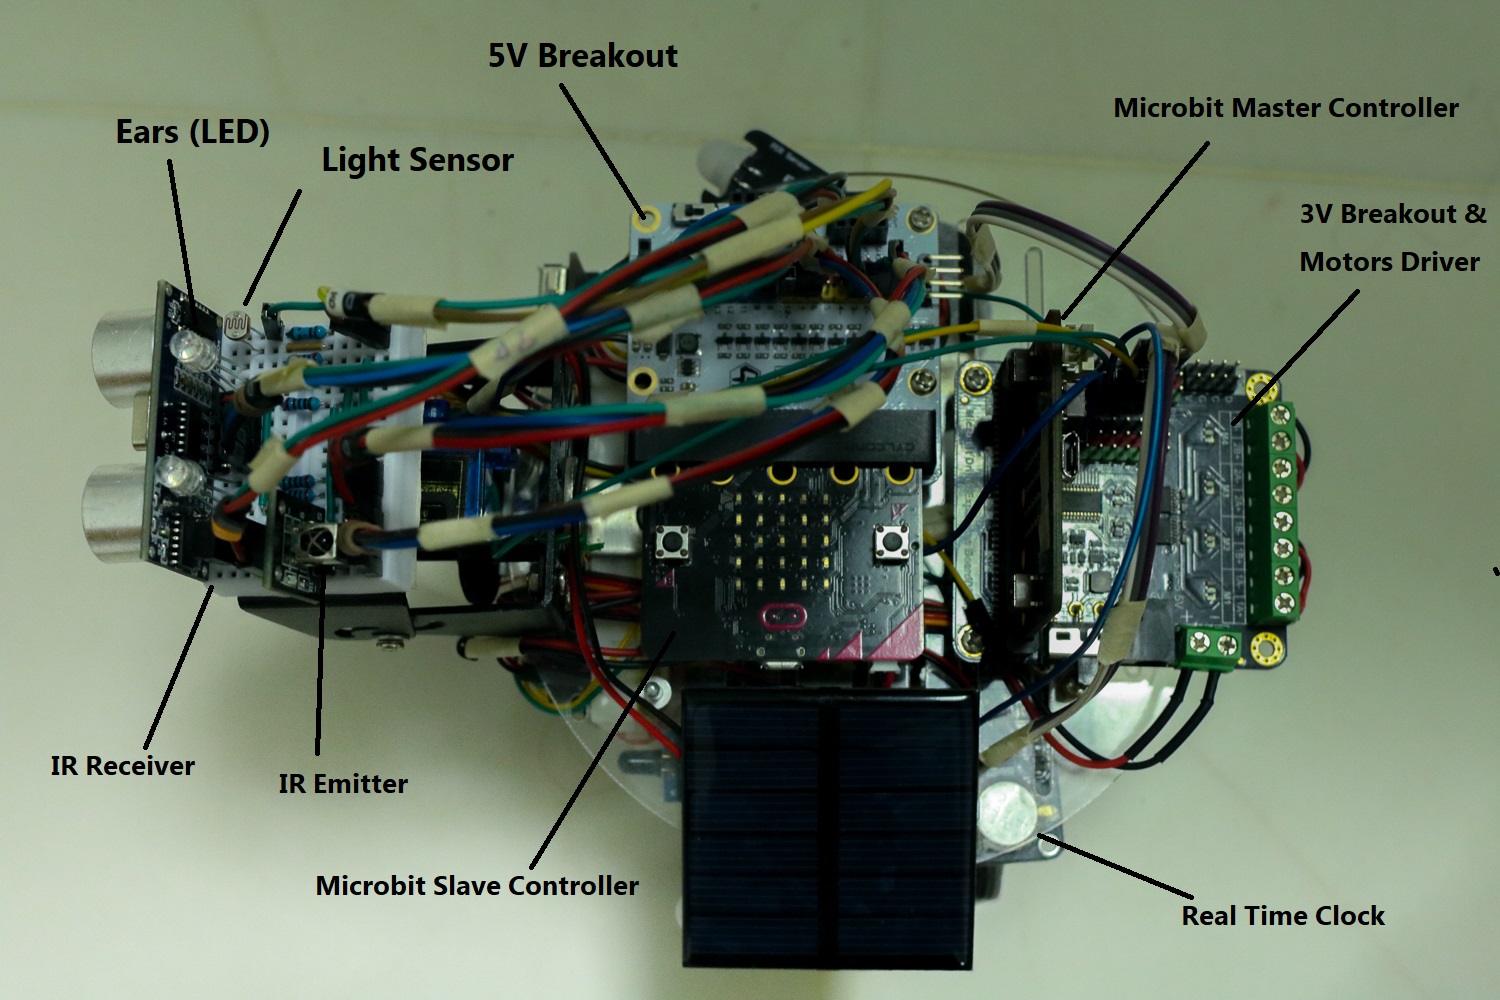 5V Breakout
Microbit Master Controller
Ears (LED)
Light Sensor
3V Breakout &
Motors Driver
IR Receiver
IR Emitter
Microbit Slave Controller
Real Time Clock